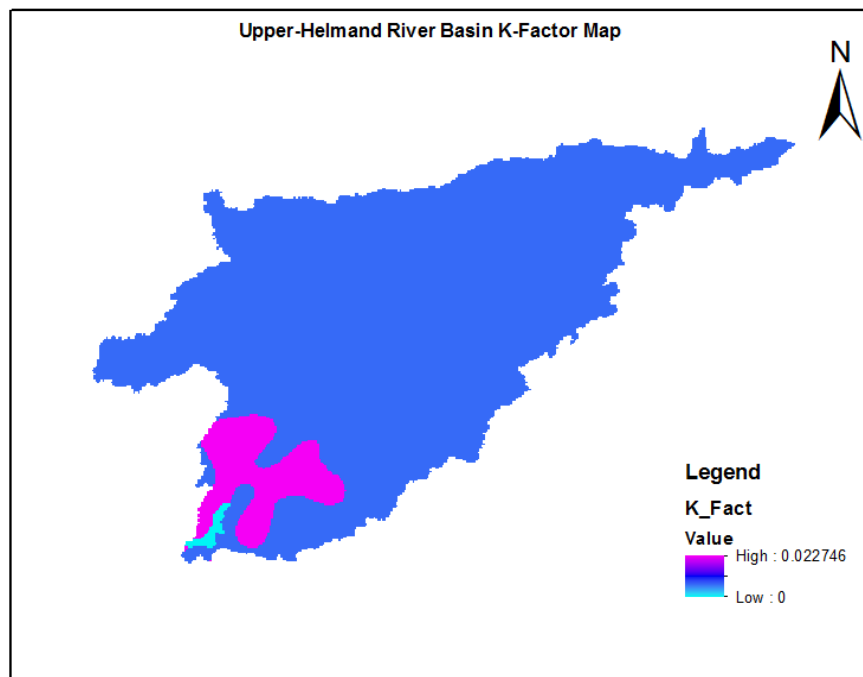 Upper-Helmand River Basin K-Factor Map
N
Legend
K_Fact
Value
High : 0.022746
Low : 0